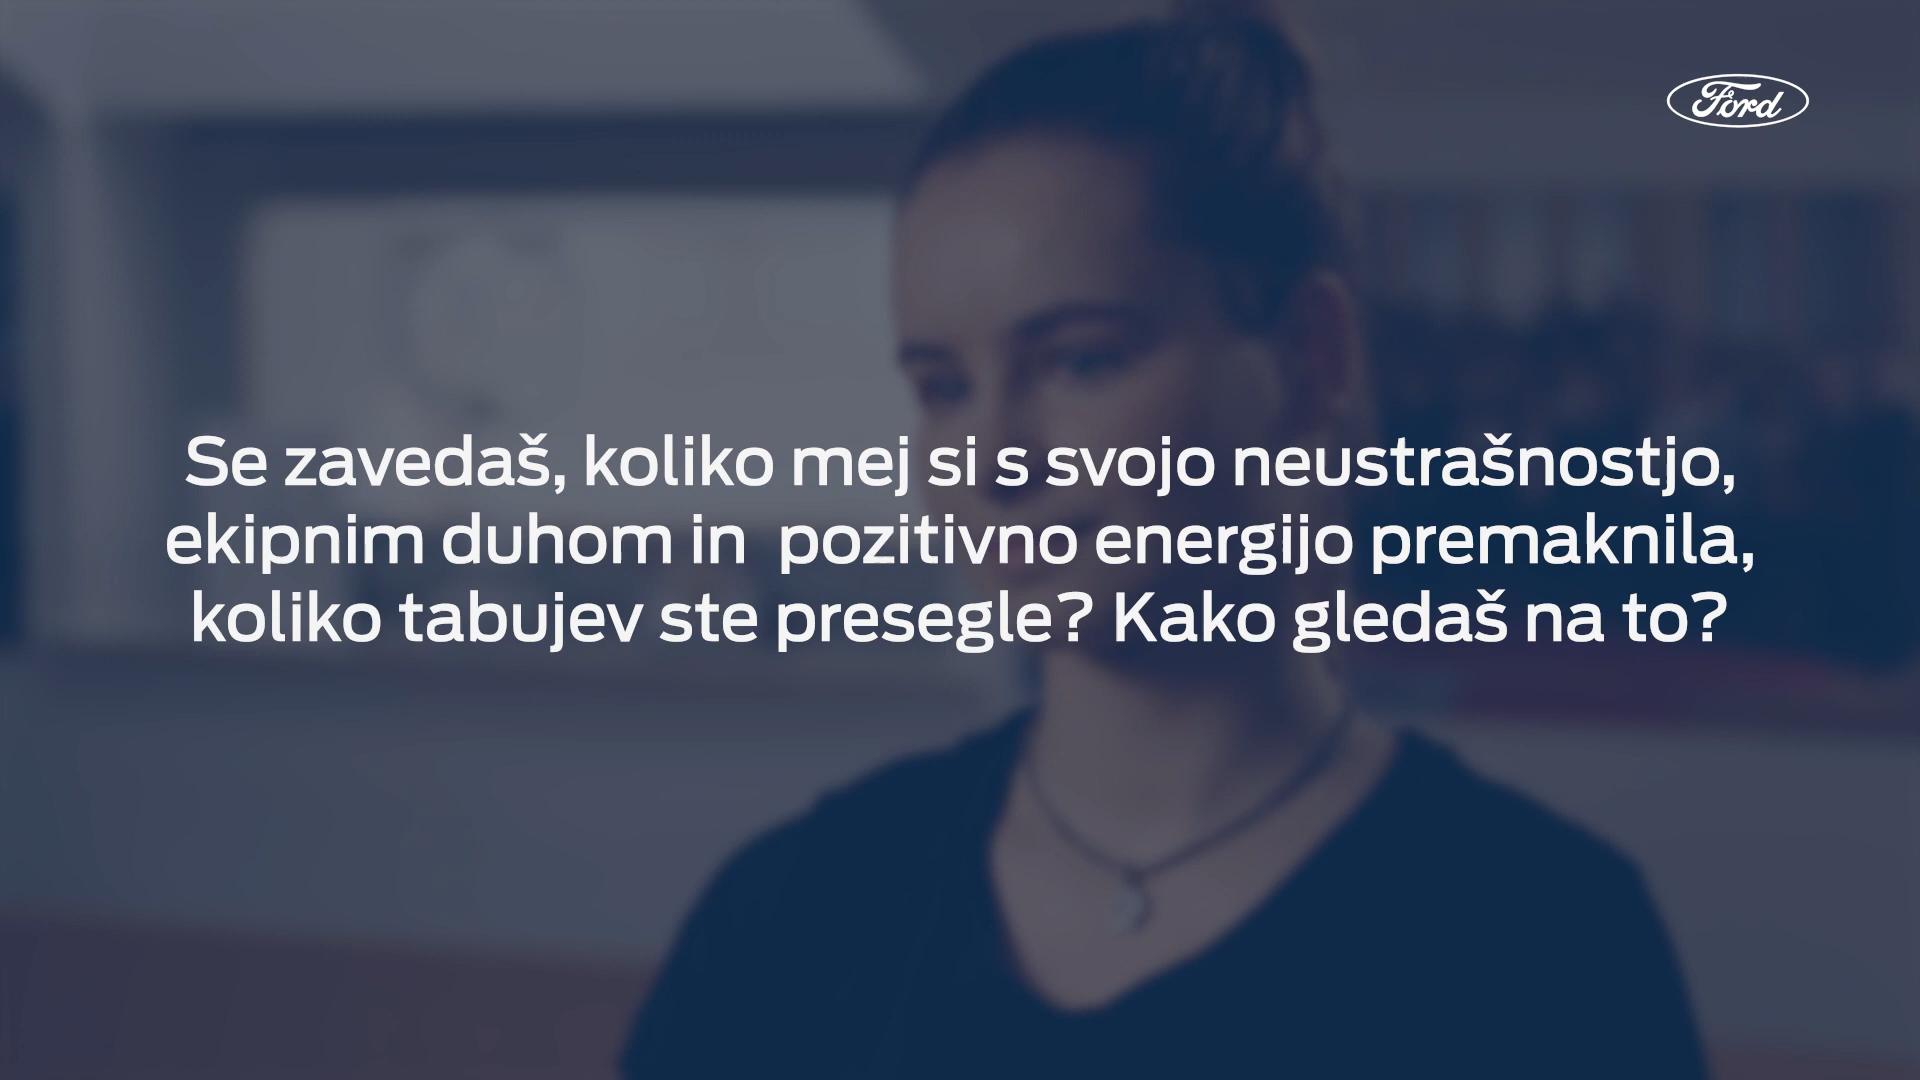 Ford
Se zavedaš, koliko mej si s svojo neustrašnostjo,
ekipnim duhom in  pozitivno energijo premaknila,
koliko tabujev ste presegle? Kako gledaš na to?